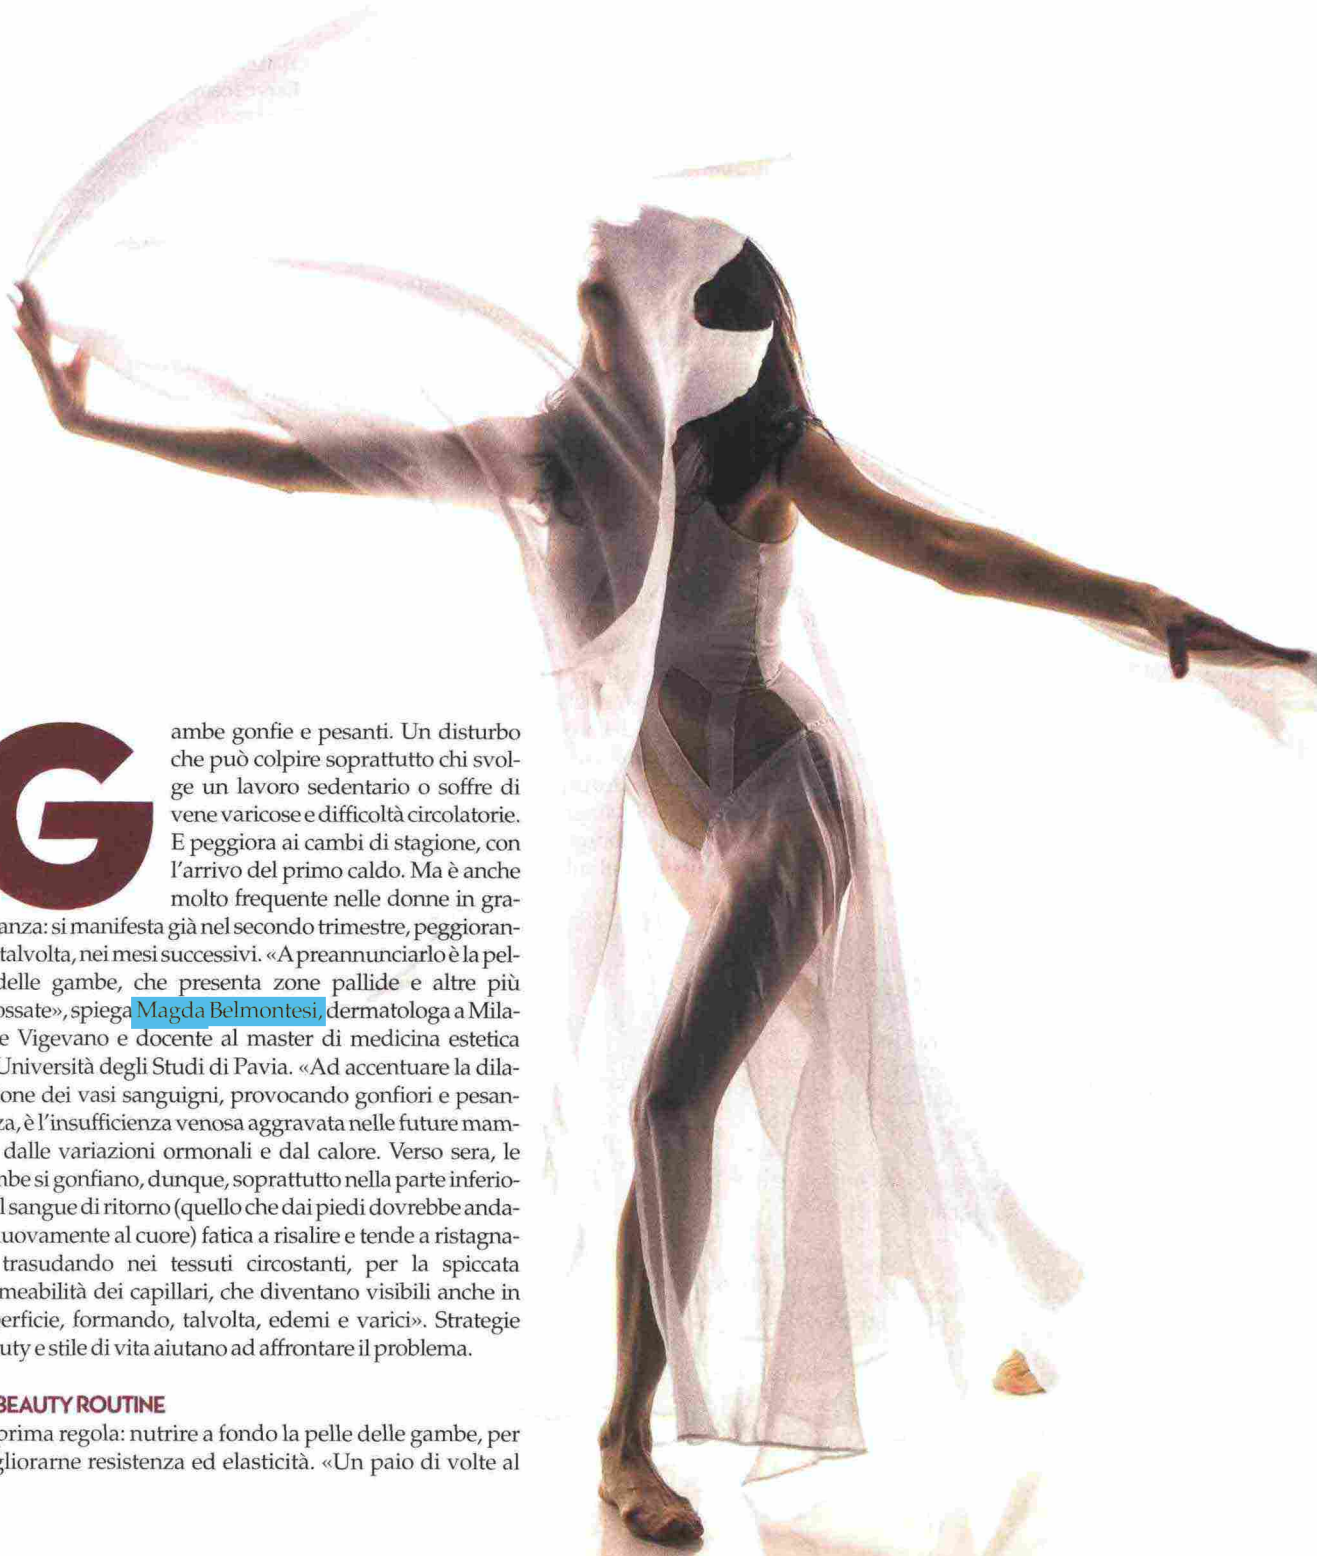 G
ambe gonfie e pesanti. Un disturbo
che può colpire soprattutto chi svol-
ge un lavoro sedentario o soffre di
vene varicose e difficoltà circolatorie.
E peggiora ai cambi di stagione, con
l'arrivo del primo caldo. Ma è anche
molto frequente nelle donne in gra-
anza: si manifesta già nel secondo trimestre, peggioran-
talvolta, nei mesi successivi. «A preannunciarlo è la pel-
delle gambe, che presenta zone pallide e altre più
ossate», spiega Magda Belmontesi, dermatologa a Mila-
e Vigevano e docente al master di medicina estetica
Università degli Studi di Pavia. «Ad accentuare la dila-
one dei vasi sanguigni, provocando gonfiori e pesan-
za, è l'insufficienza venosa aggravata nelle future mam-
dalle variazioni ormonali e dal calore. Verso sera, le
mbe si gonfiano, dunque, soprattutto nella parte inferio-
l sangue di ritorno (quello che dai piedi dovrebbe anda-
uovamente al cuore) fatica a risalire e tende a ristagna-
trasudando nei tessuti circostanti, per la spiccata
meabilità dei capillari, che diventano visibili anche in
erficie, formando, talvolta, edemi e varici». Strategie
uty e stile di vita aiutano ad affrontare il problema.
BEAUTY ROUTINE
prima regola: nutrire a fondo la pelle delle gambe, per
gliorarne resistenza ed elasticità. «Un paio di volte al